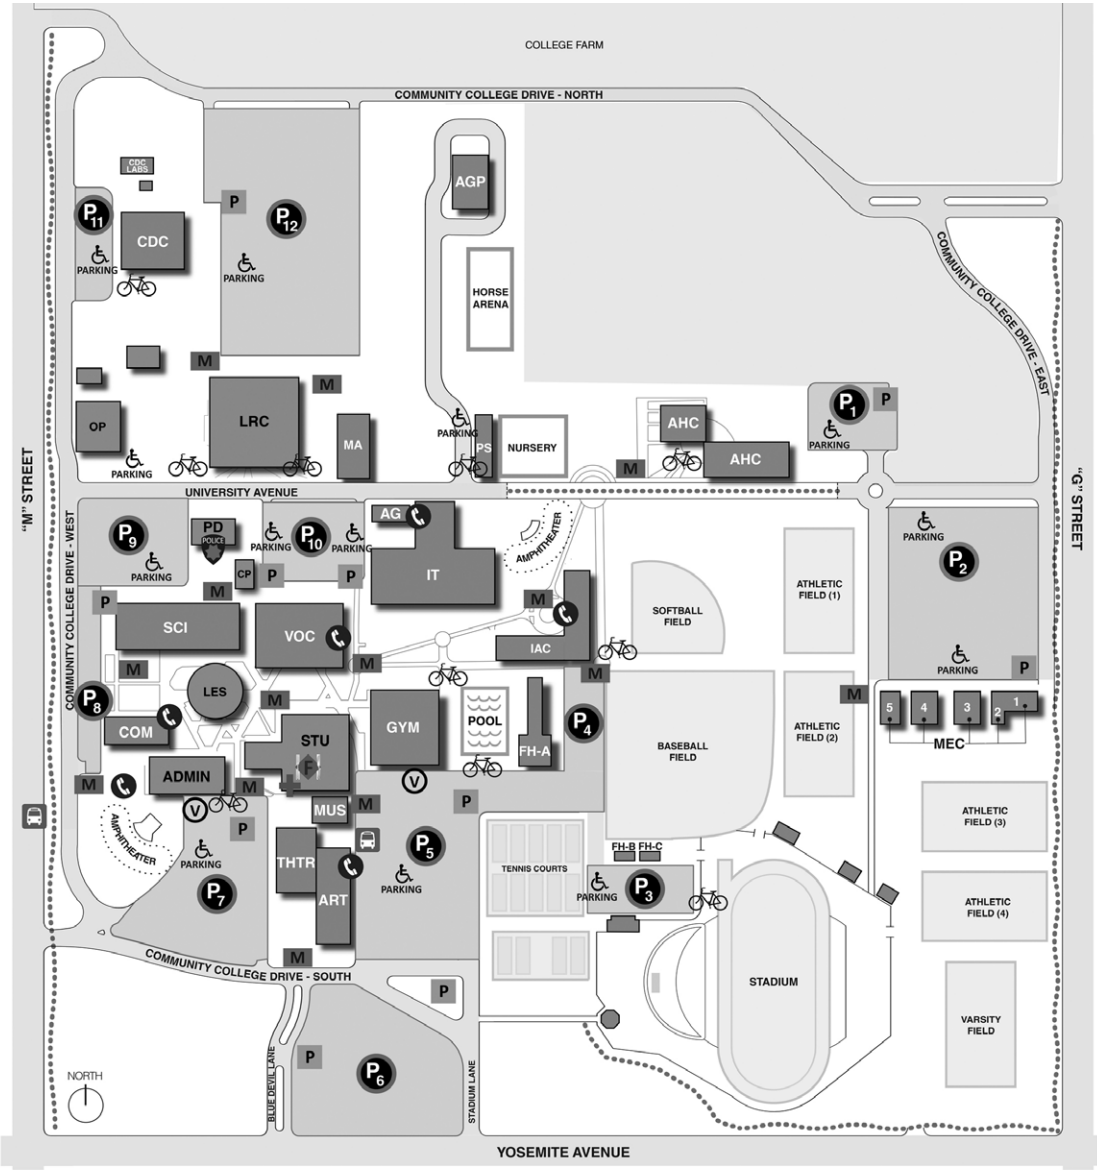 COLLEGE FARM
COMMUNITY COLLEGE DRIVE - NORTH
CDC
LABS
AGP
P
P11
P12
CDC
PARKING
PARKING
HORSE
ARENA
COMMUNITY COLLEGE DRIVE - EAST
M
M
LRC
OP
MA
PARKING
PARKING
PS
NURSERY
AHC
AHC
M
P1
P
PARKING
"M" STREET
"G" STREET
UNIVERSITY AVENUE
P9
PARKING
PD
POLICE
PARKING
P10
PARKING
AG
IT
AMPHITHEATER
PARKING
P2
PARKING
P
CP
P
P
M
P
SCI
VOC
M
IAC
SOFTBALL
FIELD
ATHLETIC
FIELD (1)
COMMUNITY COLLEGE DRIVE - WEST
M
M
M
LES
M
P8
COM
STU
F
GYM
POOL
FH-A
P4
BASEBALL
FIELD
ATHLETIC
FIELD (2)
M
5
4
3
2
1
MEC
ADMIN
M
M
V
V
MUS
M
P
P
AMPHITHEATER
PARKING
P7
THTR
ART
P5
PARKING
TENNIS COURTS
FH-B
FH-C
PARKING
P3
ATHLETIC
FIELD (3)
ATHLETIC
FIELD (4)
M
COMMUNITY COLLEGE DRIVE - SOUTH
P
STADIUM
VARSITY
FIELD
P
P6
BLUE DEVIL LANE
STADIUM LANE
NORTH
YOSEMITE AVENUE